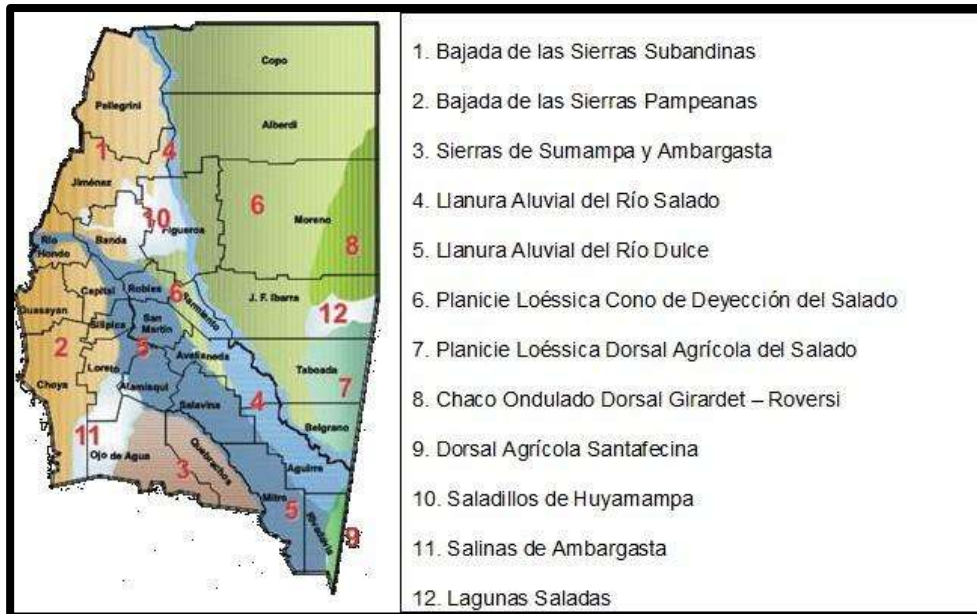 Copo
Pellegrini
Alberdi
1
4
Jiménez
6
10
Moreno
Figueroa
8
Banda
Río
Hondo
Capital
Robles
6
Sarmiento
J. F. Ibarra
12
Guasayan
San
Martín
Silípica
2
5
Avellaneda
Loreto
Taboada
7
Choya
Atamisqui
4
Salavina
Belgrano
11
Ojo de Agua
3
Quebrachos
Aguirre
Mitre
5
Rivadavia
9
1. Bajada de las Sierras Subandinas
2. Bajada de las Sierras Pampeanas
3. Sierras de Sumampa y Ambargasta
4. Llanura Aluvial del Río Salado
5. Llanura Aluvial del Río Dulce
6. Planicie Loéssica Cono de Deyección del Salado
7. Planicie Loéssica Dorsal Agrícola del Salado
8. Chaco Ondulado Dorsal Girardet – Roversi
9. Dorsal Agrícola Santafecina
10. Saladillos de Huyamampa
11. Salinas de Ambargasta
12. Lagunas Saladas